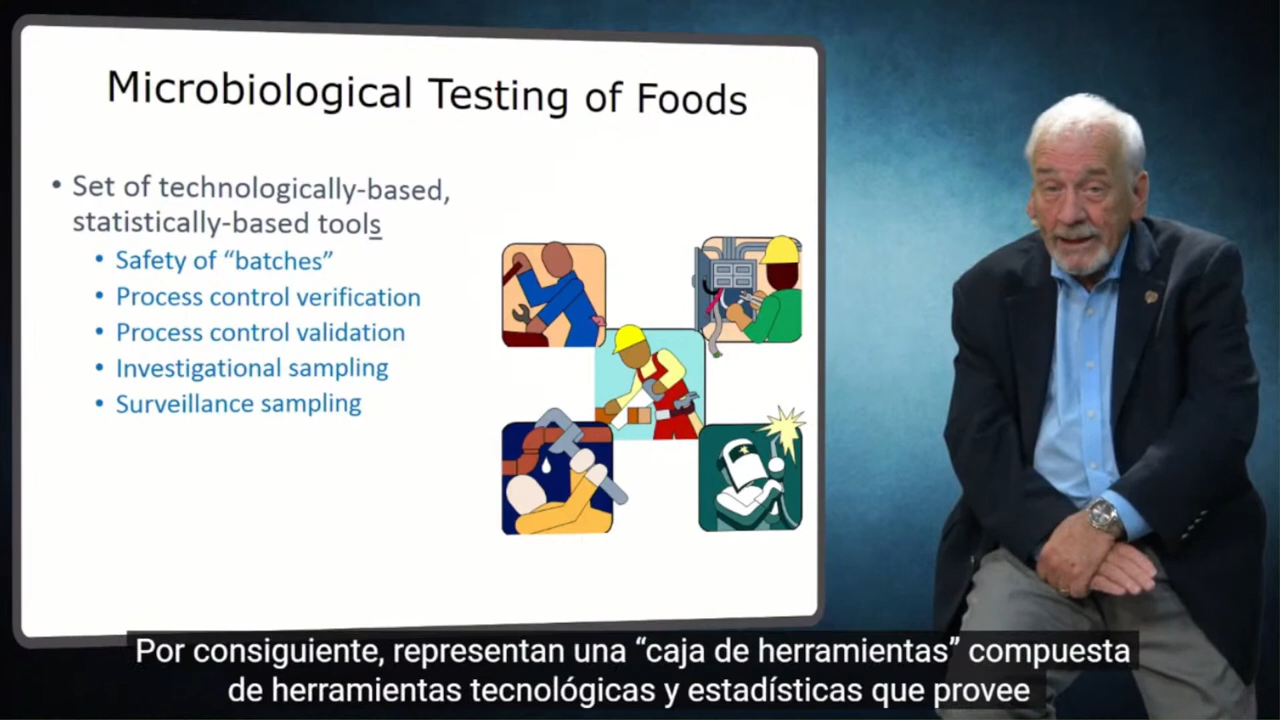 Microbiological Testing of Foods
• Set of technologically-based,
statistically-based tools
• Safety of “batches”
• Process control verification
• Process control validation
• Investigational sampling
• Surveillance sampling
Por consiguiente, representan una “caja de herramientas” compuesta
de herramientas tecnológicas y estadísticas que provee